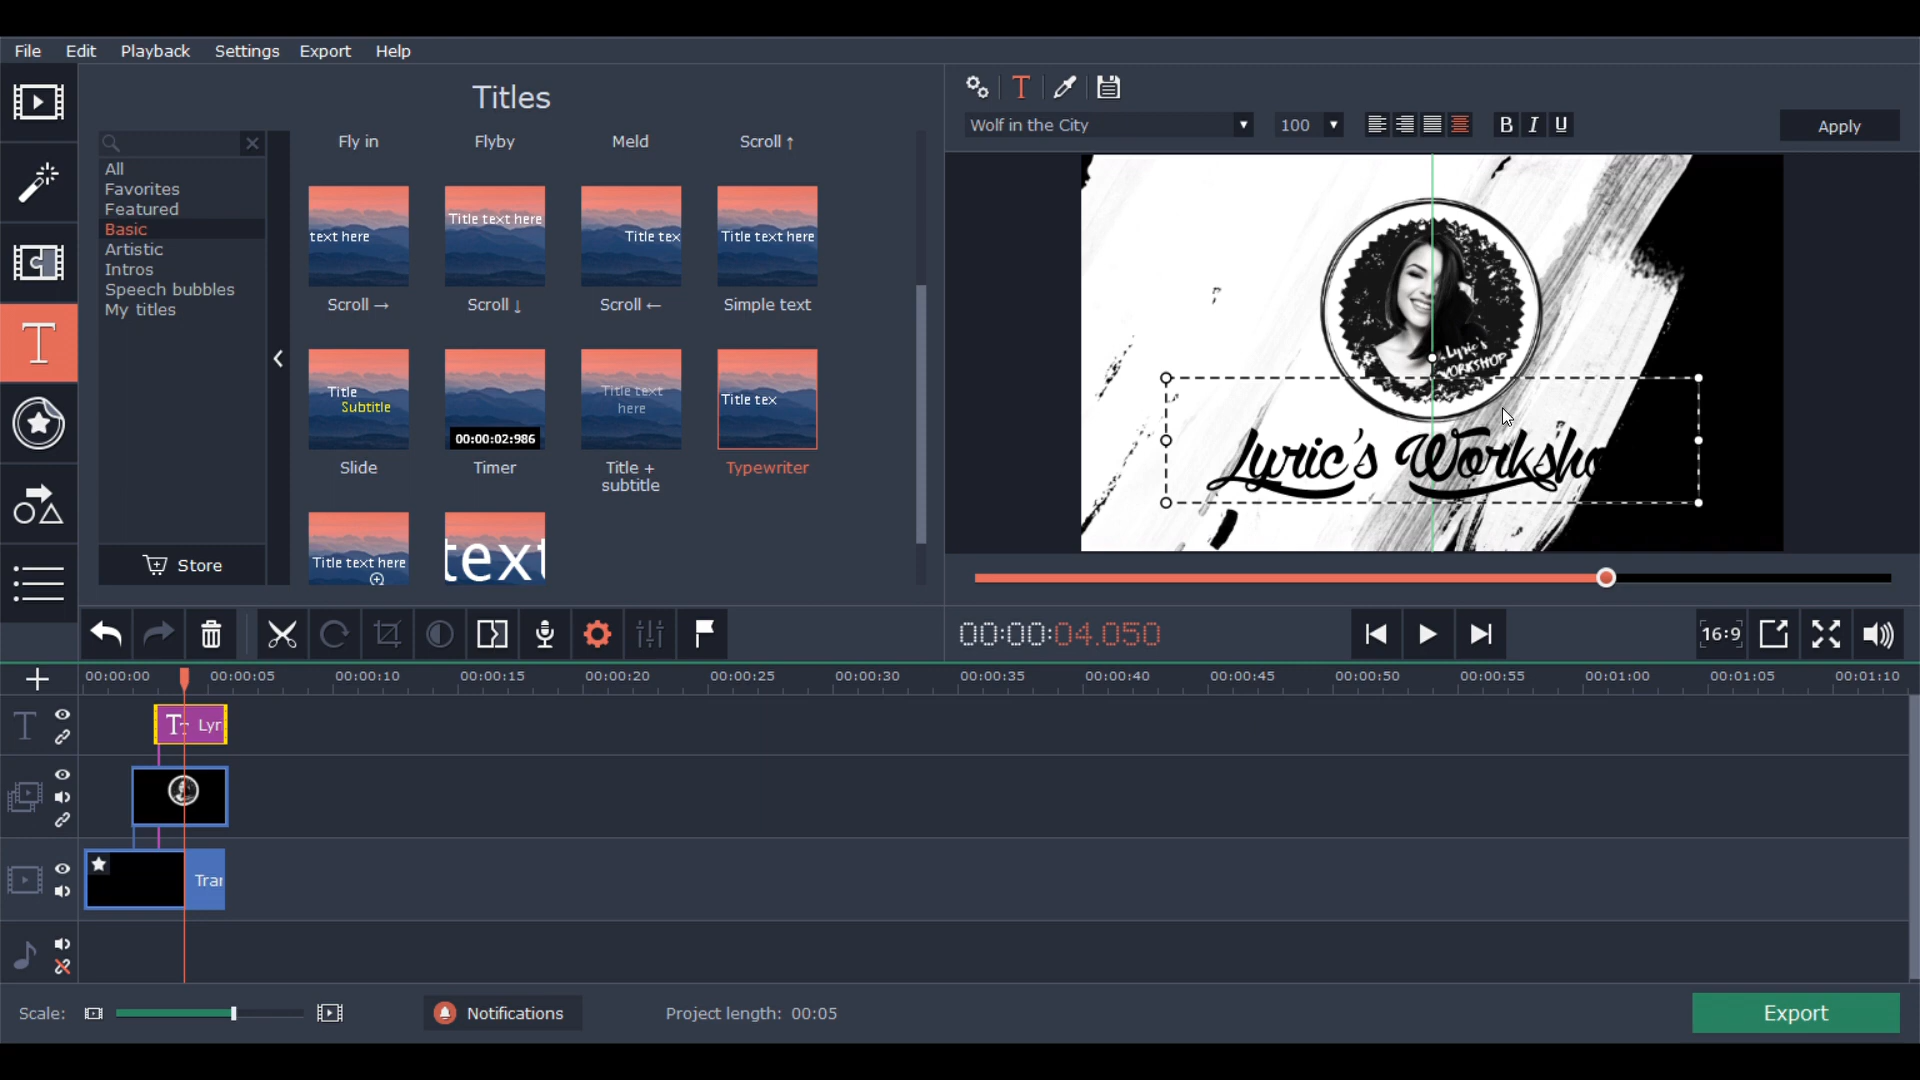 File Edit Playback Settings Export Help
Titles
All
Favorites
Featured
Basic
Artistic
Intros
Speech bubbles
My titles
Store
Fly in Flyby Meld Scroll ↑
text here Title text here Title tex Title text here
Scroll → Scroll ↓ Scroll ← Simple text
Title
Subtitle
00:00:02:986
Title text
here
Title tex
Slide Timer Title +
subtitle
Typewriter
Title text here
text
T
Wolf in the City 100 B I U Apply
Lyric's
WORKSHOP
Lyric's Worksho
00:00:04.050
16:9
00:00:00 00:00:05 00:00:10 00:00:15 00:00:20 00:00:25 00:00:30 00:00:35 00:00:40 00:00:45 00:00:50 00:00:55 00:01:00 00:01:05 00:01:10
Lyr
Trar
Scale: Notifications Project length: 00:05 Export